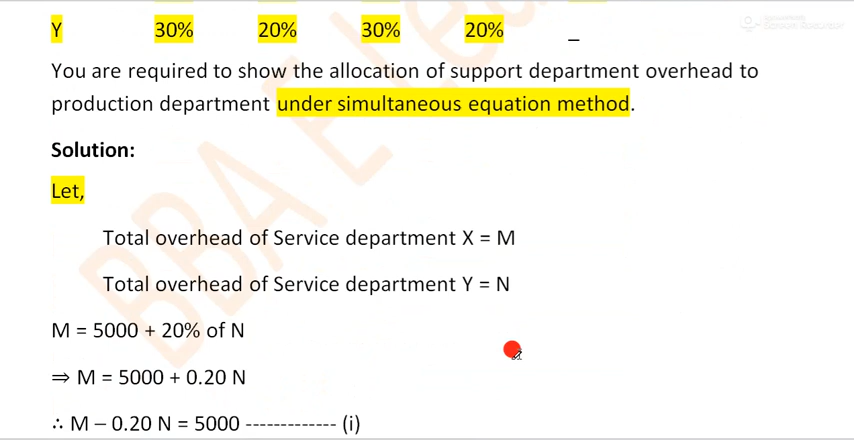 Y 30% 20% 30% 20% _
You are required to show the allocation of support department overhead to
production department under simultaneous equation method.
Solution:
Let,
Total overhead of Service department X = M
Total overhead of Service department Y = N
M = 5000 + 20% of N
⇒ M = 5000 + 0.20 N
∴ M – 0.20 N = 5000 ------------- (i)
BBA E Lea